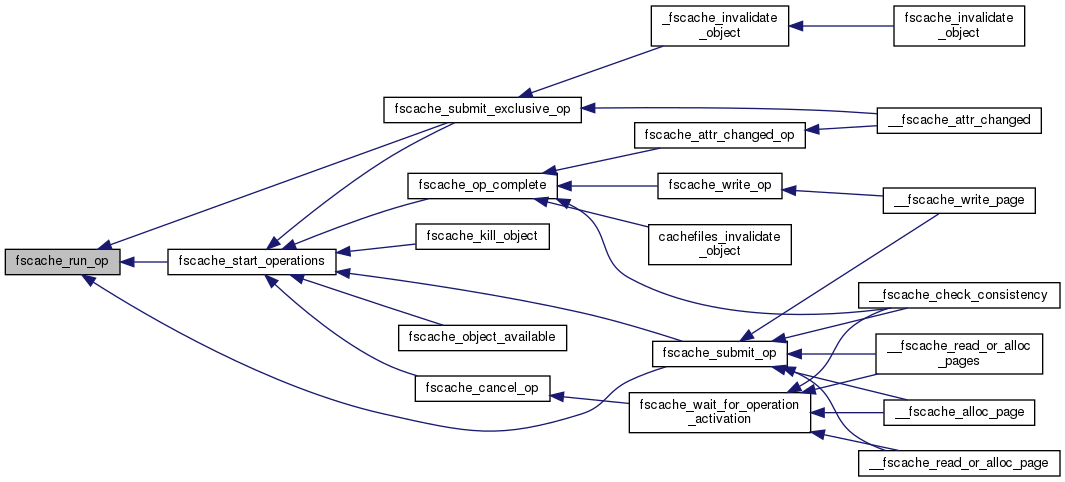 _fscache_invalidate
_object
fscache_invalidate
_object
fscache_submit_exclusive_op
__fscache_attr_changed
fscache_attr_changed_op
fscache_op_complete
fscache_write_op
__fscache_write_page
fscache_kill_object
cachefiles_invalidate
_object
fscache_run_op
fscache_start_operations
__fscache_check_consistency
fscache_object_available
fscache_submit_op
__fscache_read_or_alloc
_pages
fscache_cancel_op
fscache_wait_for_operation
_activation
__fscache_alloc_page
__fscache_read_or_alloc_page